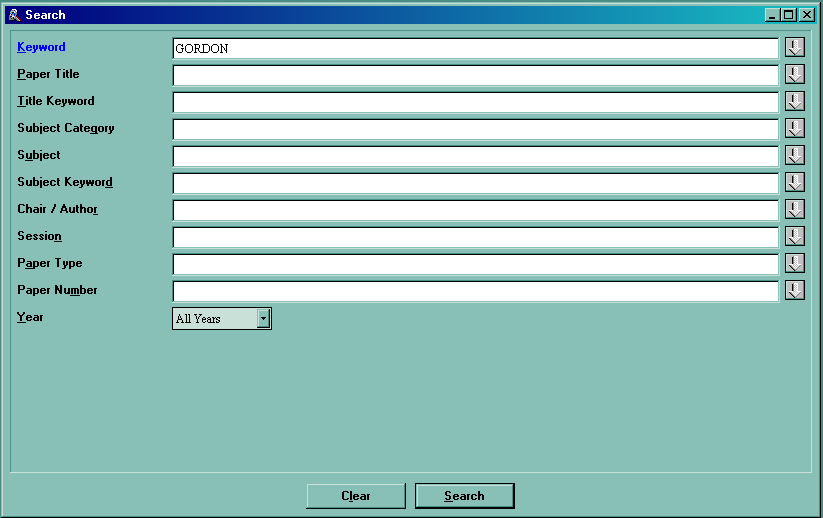 Search
Keyword GORDON
Paper Title
Title Keyword
Subject Category
Subject
Subject Keyword
Chair / Author
Session
Paper Type
Paper Number
Year All Years
Clear Search